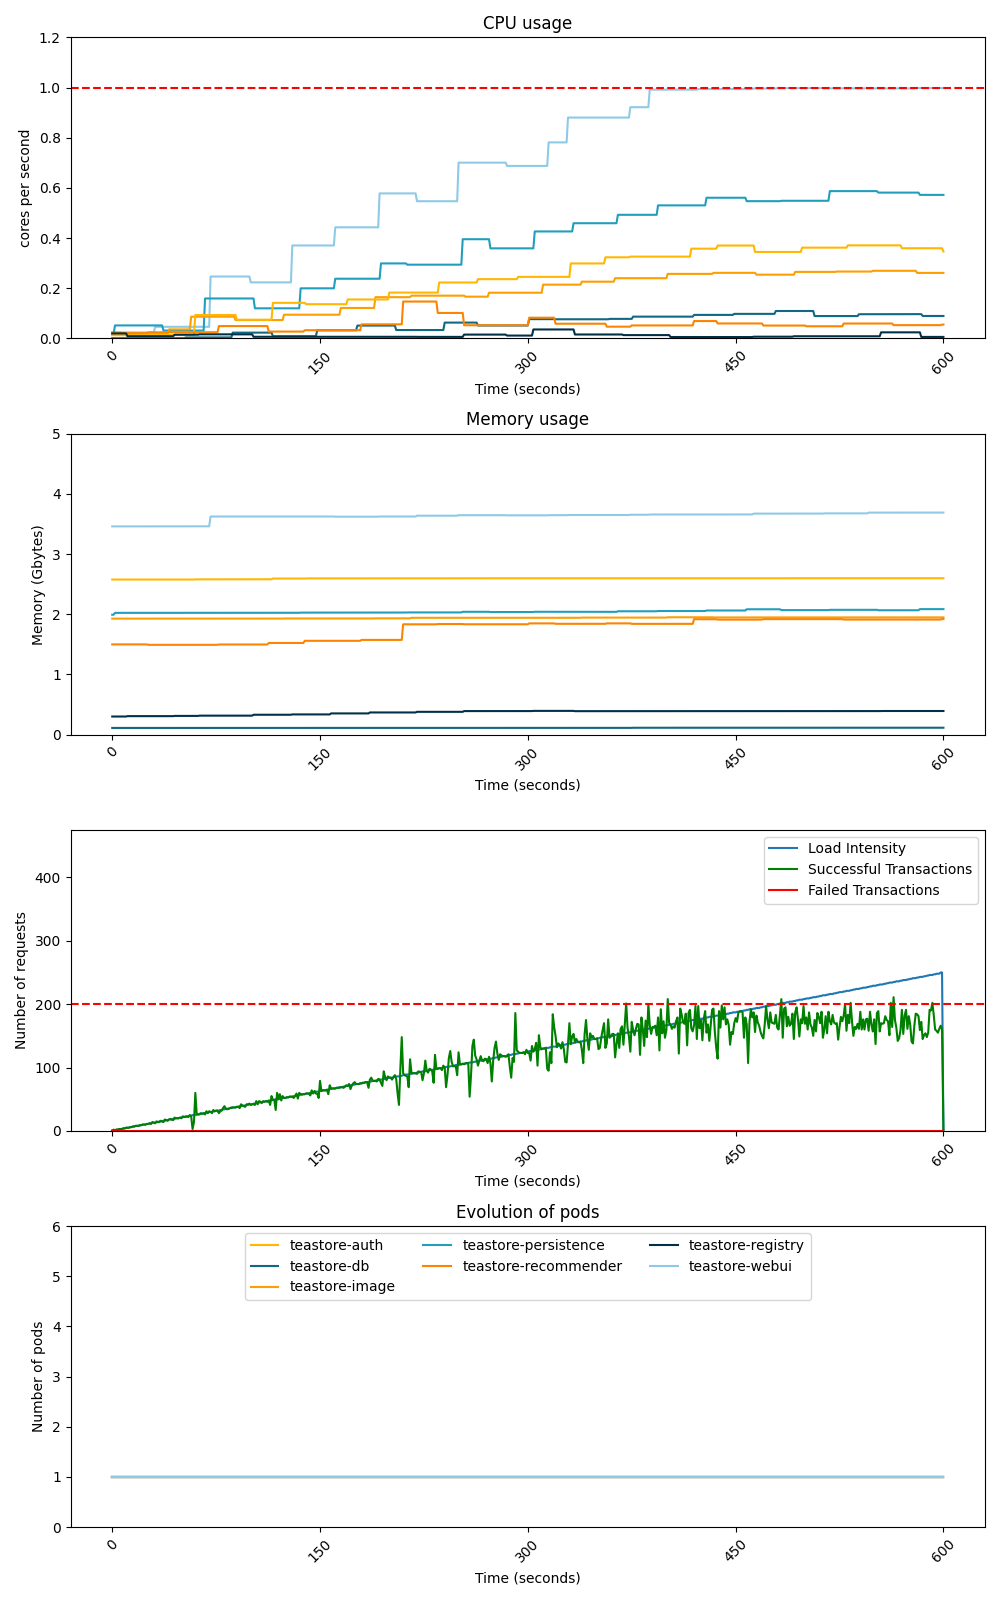 CPU usage
1.2
1.0
0.8
0.6
0.4
0.2
0.0
cores per second
0
150
300
450
600
Time (seconds)
Memory usage
5
4
3
2
1
0
Memory (Gbytes)
0
150
300
450
600
Time (seconds)
400
300
200
100
0
Number of requests
Load Intensity
Successful Transactions
Failed Transactions
0
150
300
450
600
Time (seconds)
Evolution of pods
6
5
4
3
2
1
0
Number of pods
teastore-auth
teastore-db
teastore-image
teastore-persistence
teastore-recommender
teastore-registry
teastore-webui
0
150
300
450
600
Time (seconds)